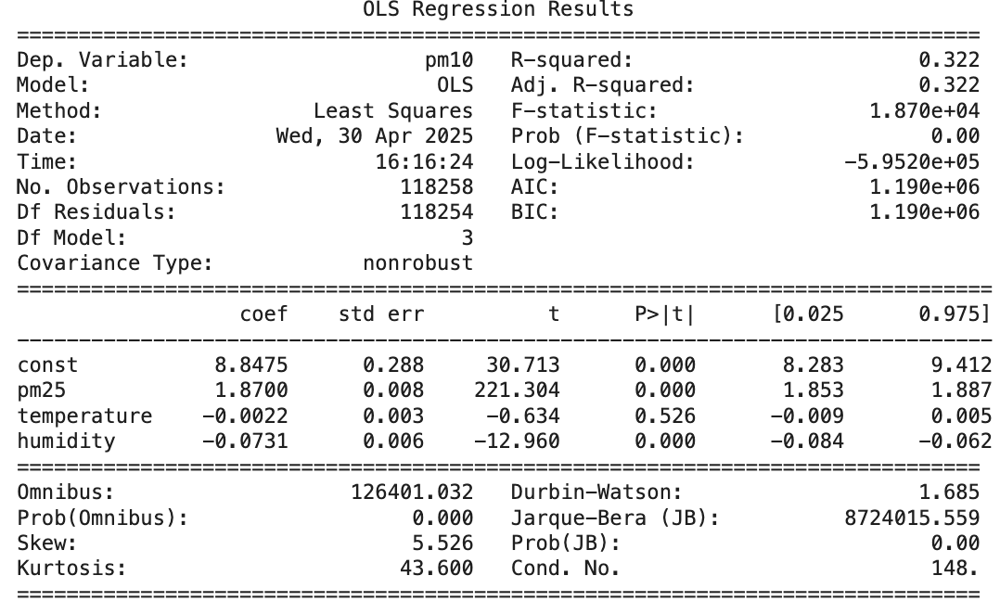 OLS Regression Results
==============================================================================
Dep. Variable:                   pm10   R-squared:                       0.322
Model:                            OLS   Adj. R-squared:                  0.322
Method:                 Least Squares   F-statistic:                 1.870e+04
Date:                Wed, 30 Apr 2025   Prob (F-statistic):               0.00
Time:                        16:16:24   Log-Likelihood:            -5.9520e+05
No. Observations:              118258   AIC:                         1.190e+06
Df Residuals:                  118254   BIC:                         1.190e+06
Df Model:                           3
Covariance Type:            nonrobust
===============================================================================
                  coef    std err          t      P>|t|      [0.025      0.975]
-------------------------------------------------------------------------------
const           8.8475      0.288     30.713      0.000       8.283       9.412
pm25            1.8700      0.008    221.304      0.000       1.853       1.887
temperature    -0.0022      0.003     -0.634      0.526      -0.009       0.005
humidity       -0.0731      0.006    -12.960      0.000      -0.084      -0.062
==============================================================================
Omnibus:                   126401.032   Durbin-Watson:                   1.685
Prob(Omnibus):                  0.000   Jarque-Bera (JB):          8724015.559
Skew:                           5.526   Prob(JB):                         0.00
Kurtosis:                      43.600   Cond. No.                         148.
==============================================================================